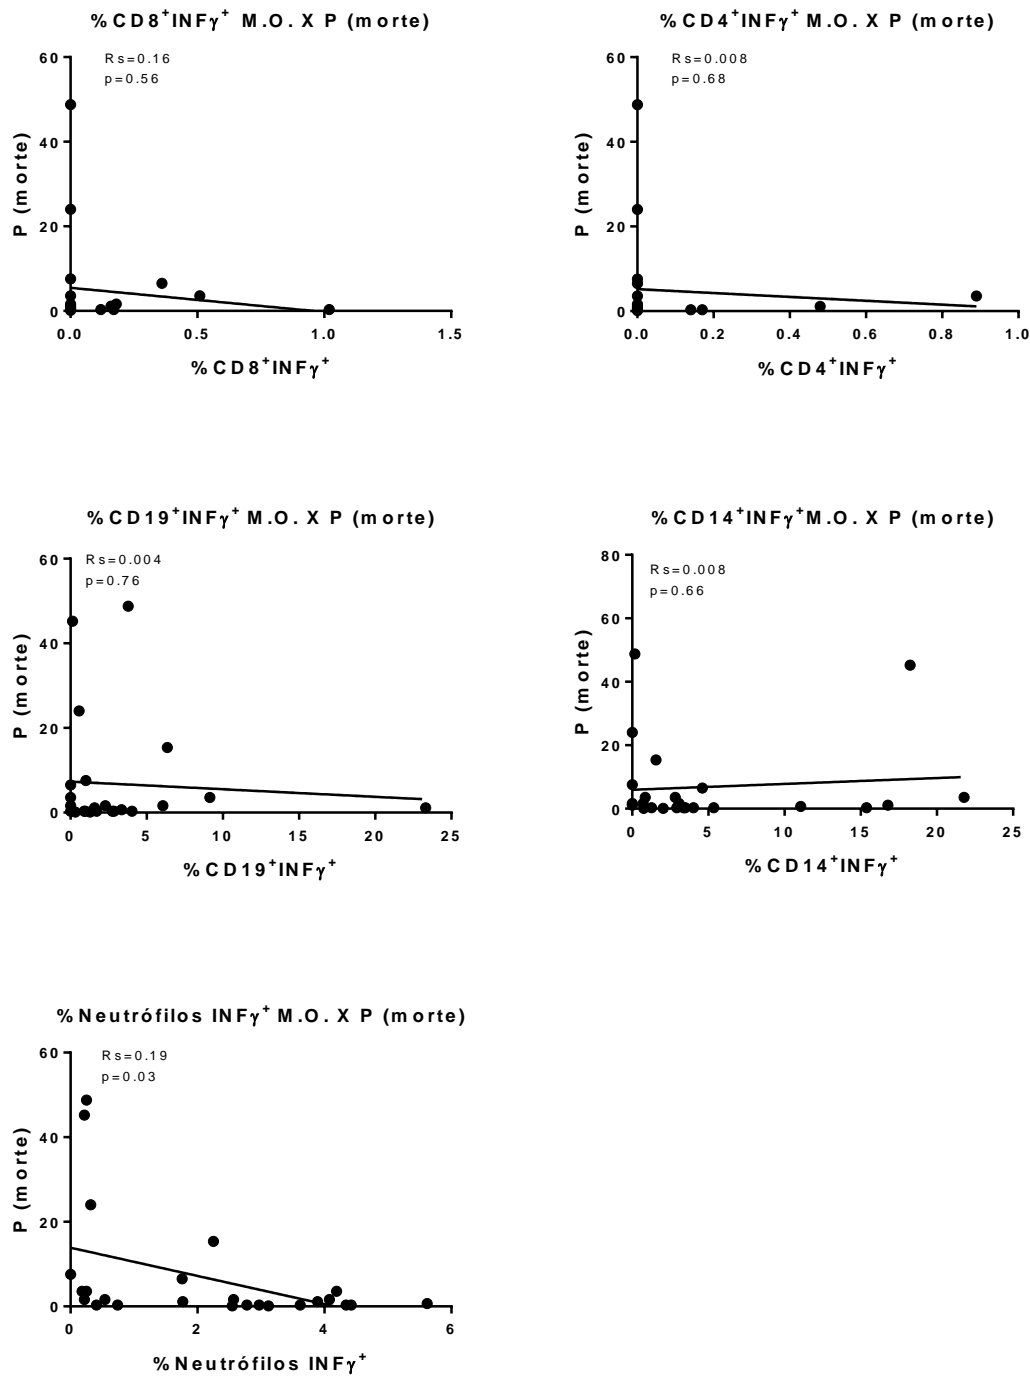 %CD8⁺INFγ⁺ M.O. X P (morte)
Rs=0.16
p=0.56
60
40
20
0
P (morte)
0.0 0.5 1.0 1.5
%CD8⁺INFγ⁺
%CD4⁺INFγ⁺ M.O. X P (morte)
Rs=0.008
p=0.68
60
40
20
0
P (morte)
0.0 0.2 0.4 0.6 0.8 1.0
%CD4⁺INFγ⁺
%CD19⁺INFγ⁺ M.O. X P (morte)
Rs=0.004
p=0.76
60
40
20
0
P (morte)
0 5 10 15 20 25
%CD19⁺INFγ⁺
%CD14⁺INFγ⁺M.O. X P (morte)
Rs=0.008
p=0.66
80
60
40
20
0
P (morte)
0 5 10 15 20 25
%CD14⁺INFγ⁺
%Neutrófilos INFγ⁺ M.O. X P (morte)
Rs=0.19
p=0.03
60
40
20
0
P (morte)
0 2 4 6
%Neutrófilos INFγ⁺